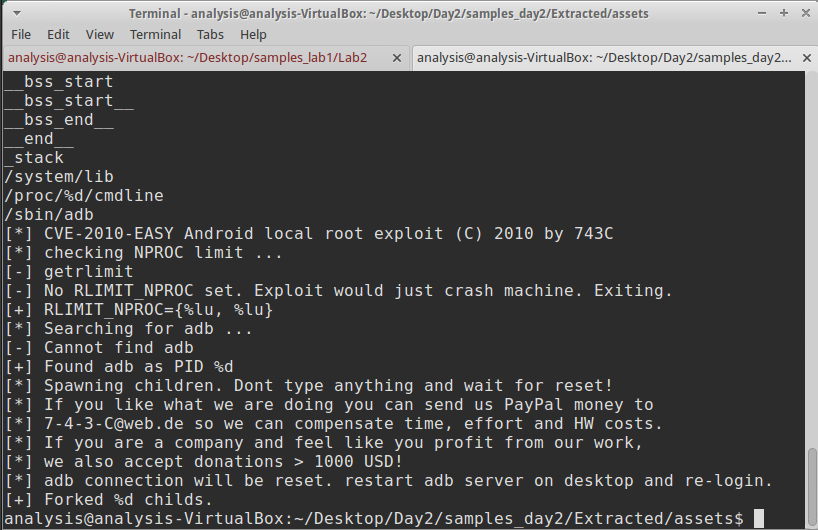 Terminal - analysis@analysis-VirtualBox: ~/Desktop/Day2/samples_day2/Extracted/assets
File Edit View Terminal Tabs Help
analysis@analysis-VirtualBox: ~/Desktop/samples_lab1/Lab2
analysis@analysis-VirtualBox: ~/Desktop/Day2/samples_day2...
__bss_start
__bss_start__
__bss_end__
__end__
_stack
/system/lib
/proc/%d/cmdline
/sbin/adb
[*] CVE-2010-EASY Android local root exploit (C) 2010 by 743C
[*] checking NPROC limit ...
[-] getrlimit
[-] No RLIMIT_NPROC set. Exploit would just crash machine. Exiting.
[+] RLIMIT_NPROC={%lu, %lu}
[*] Searching for adb ...
[-] Cannot find adb
[+] Found adb as PID %d
[*] Spawning children. Dont type anything and wait for reset!
[*] If you like what we are doing you can send us PayPal money to
[*] 7-4-3-C@web.de so we can compensate time, effort and HW costs.
[*] If you are a company and feel like you profit from our work,
[*] we also accept donations > 1000 USD!
[*] adb connection will be reset. restart adb server on desktop and re-login.
[+] Forked %d childs.
analysis@analysis-VirtualBox:~/Desktop/Day2/samples_day2/Extracted/assets$